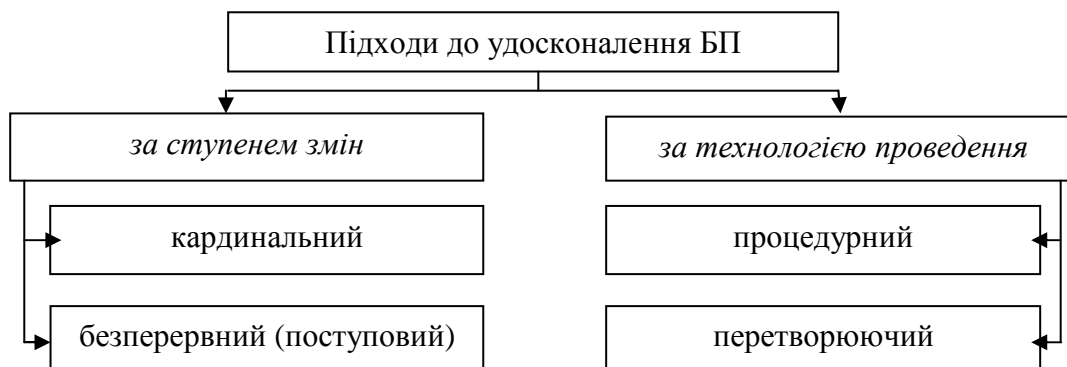 Підходи до удосконалення БП
за ступенем змін
за технологією проведення
кардинальний
процедурний
безперервний (поступовий)
перетворюючий